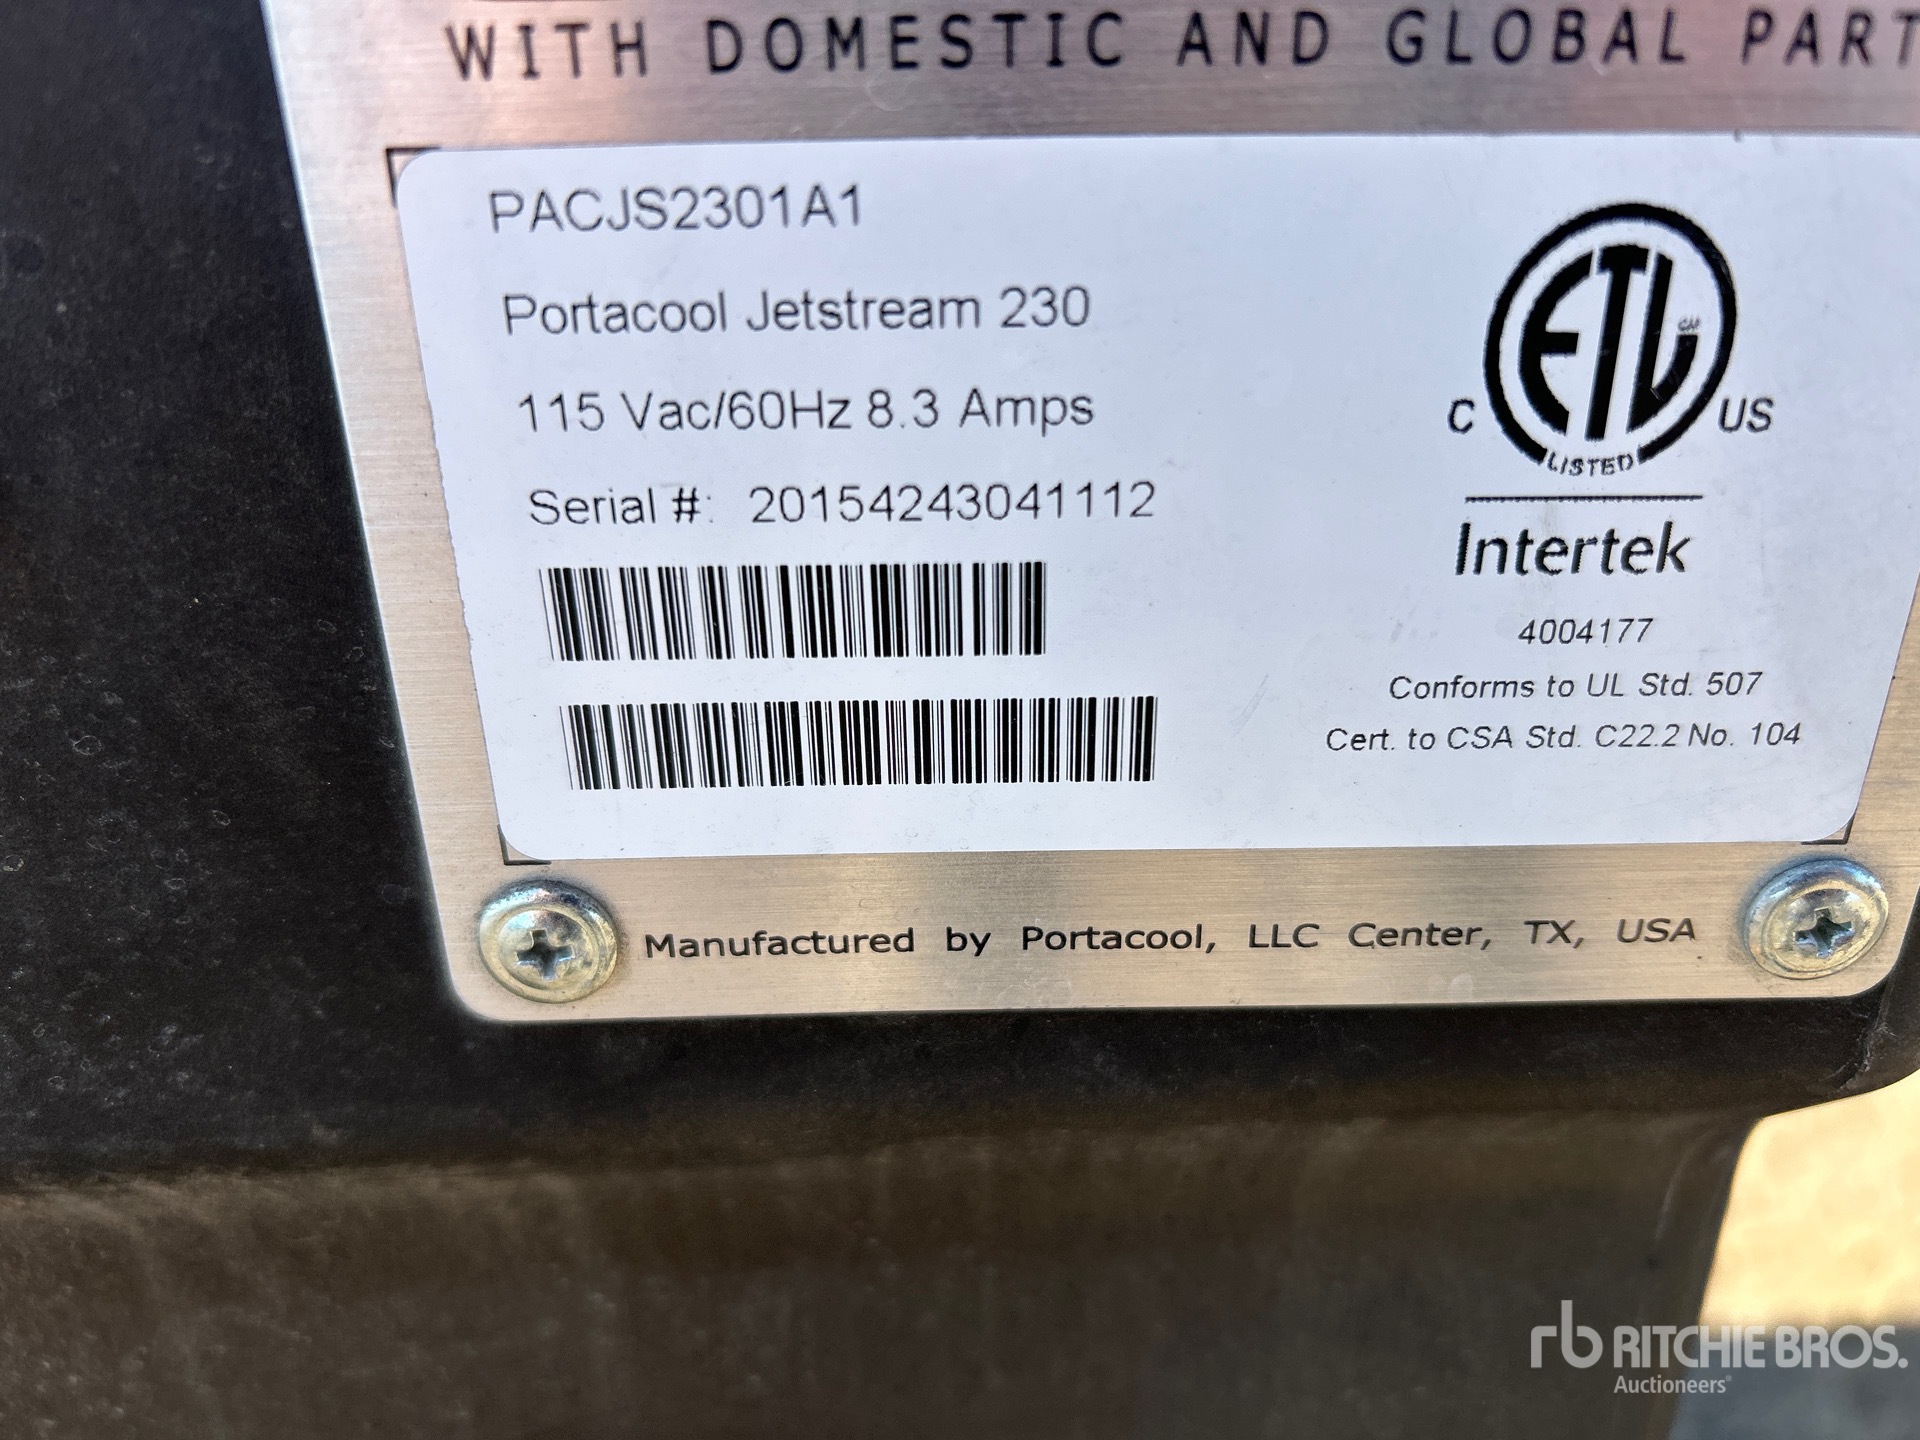 WITH DOMESTIC AND GLOBAL PART
PACJS2301A1
Portacool Jetstream 230
115 Vac/60Hz 8.3 Amps
Serial #: 20154243041112
ETL
CM
C US
LISTED
Intertek
4004177
Conforms to UL Std. 507
Cert. to CSA Std. C22.2 No. 104
Manufactured by Portacool, LLC Center, TX, USA
rb RITCHIE BROS.
Auctioneers